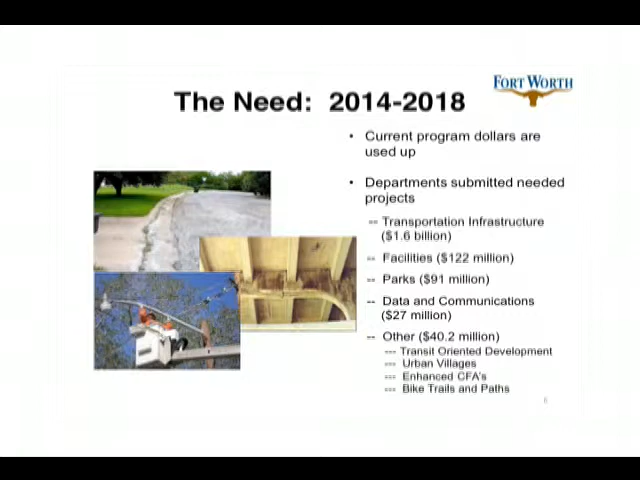 FORT WORTH
The Need: 2014-2018
• Current program dollars are
used up
• Departments submitted needed
projects
-- Transportation Infrastructure
($1.6 billion)
-- Facilities ($122 million)
-- Parks ($91 million)
-- Data and Communications
($27 million)
-- Other ($40.2 million)
--- Transit Oriented Development
--- Urban Villages
--- Enhanced CFA's
--- Bike Trails and Paths